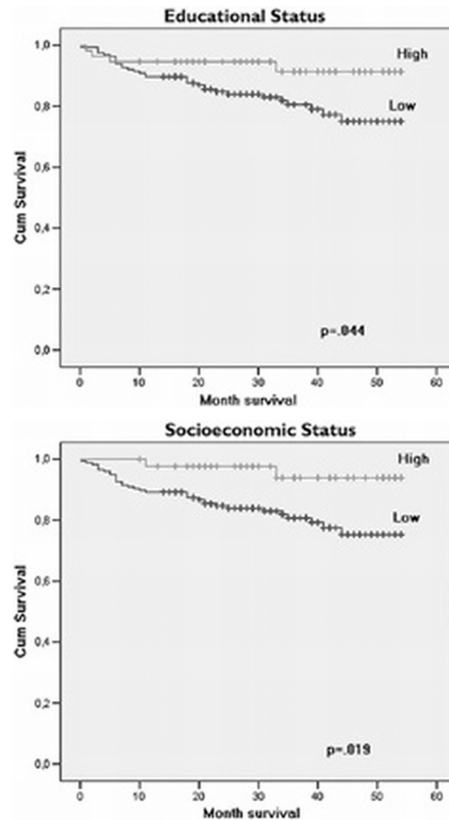 Educational Status
1,0
High
0,8
Low
0,6
Cum Survival
0,4
0,2
p=.044
0,0
0 10 20 30 40 50 60
Month survival
Socioeconomic Status
1,0
High
0,8
Low
0,6
Cum Survival
0,4
0,2
p=.019
0,0
0 10 20 30 40 50 60
Month survival